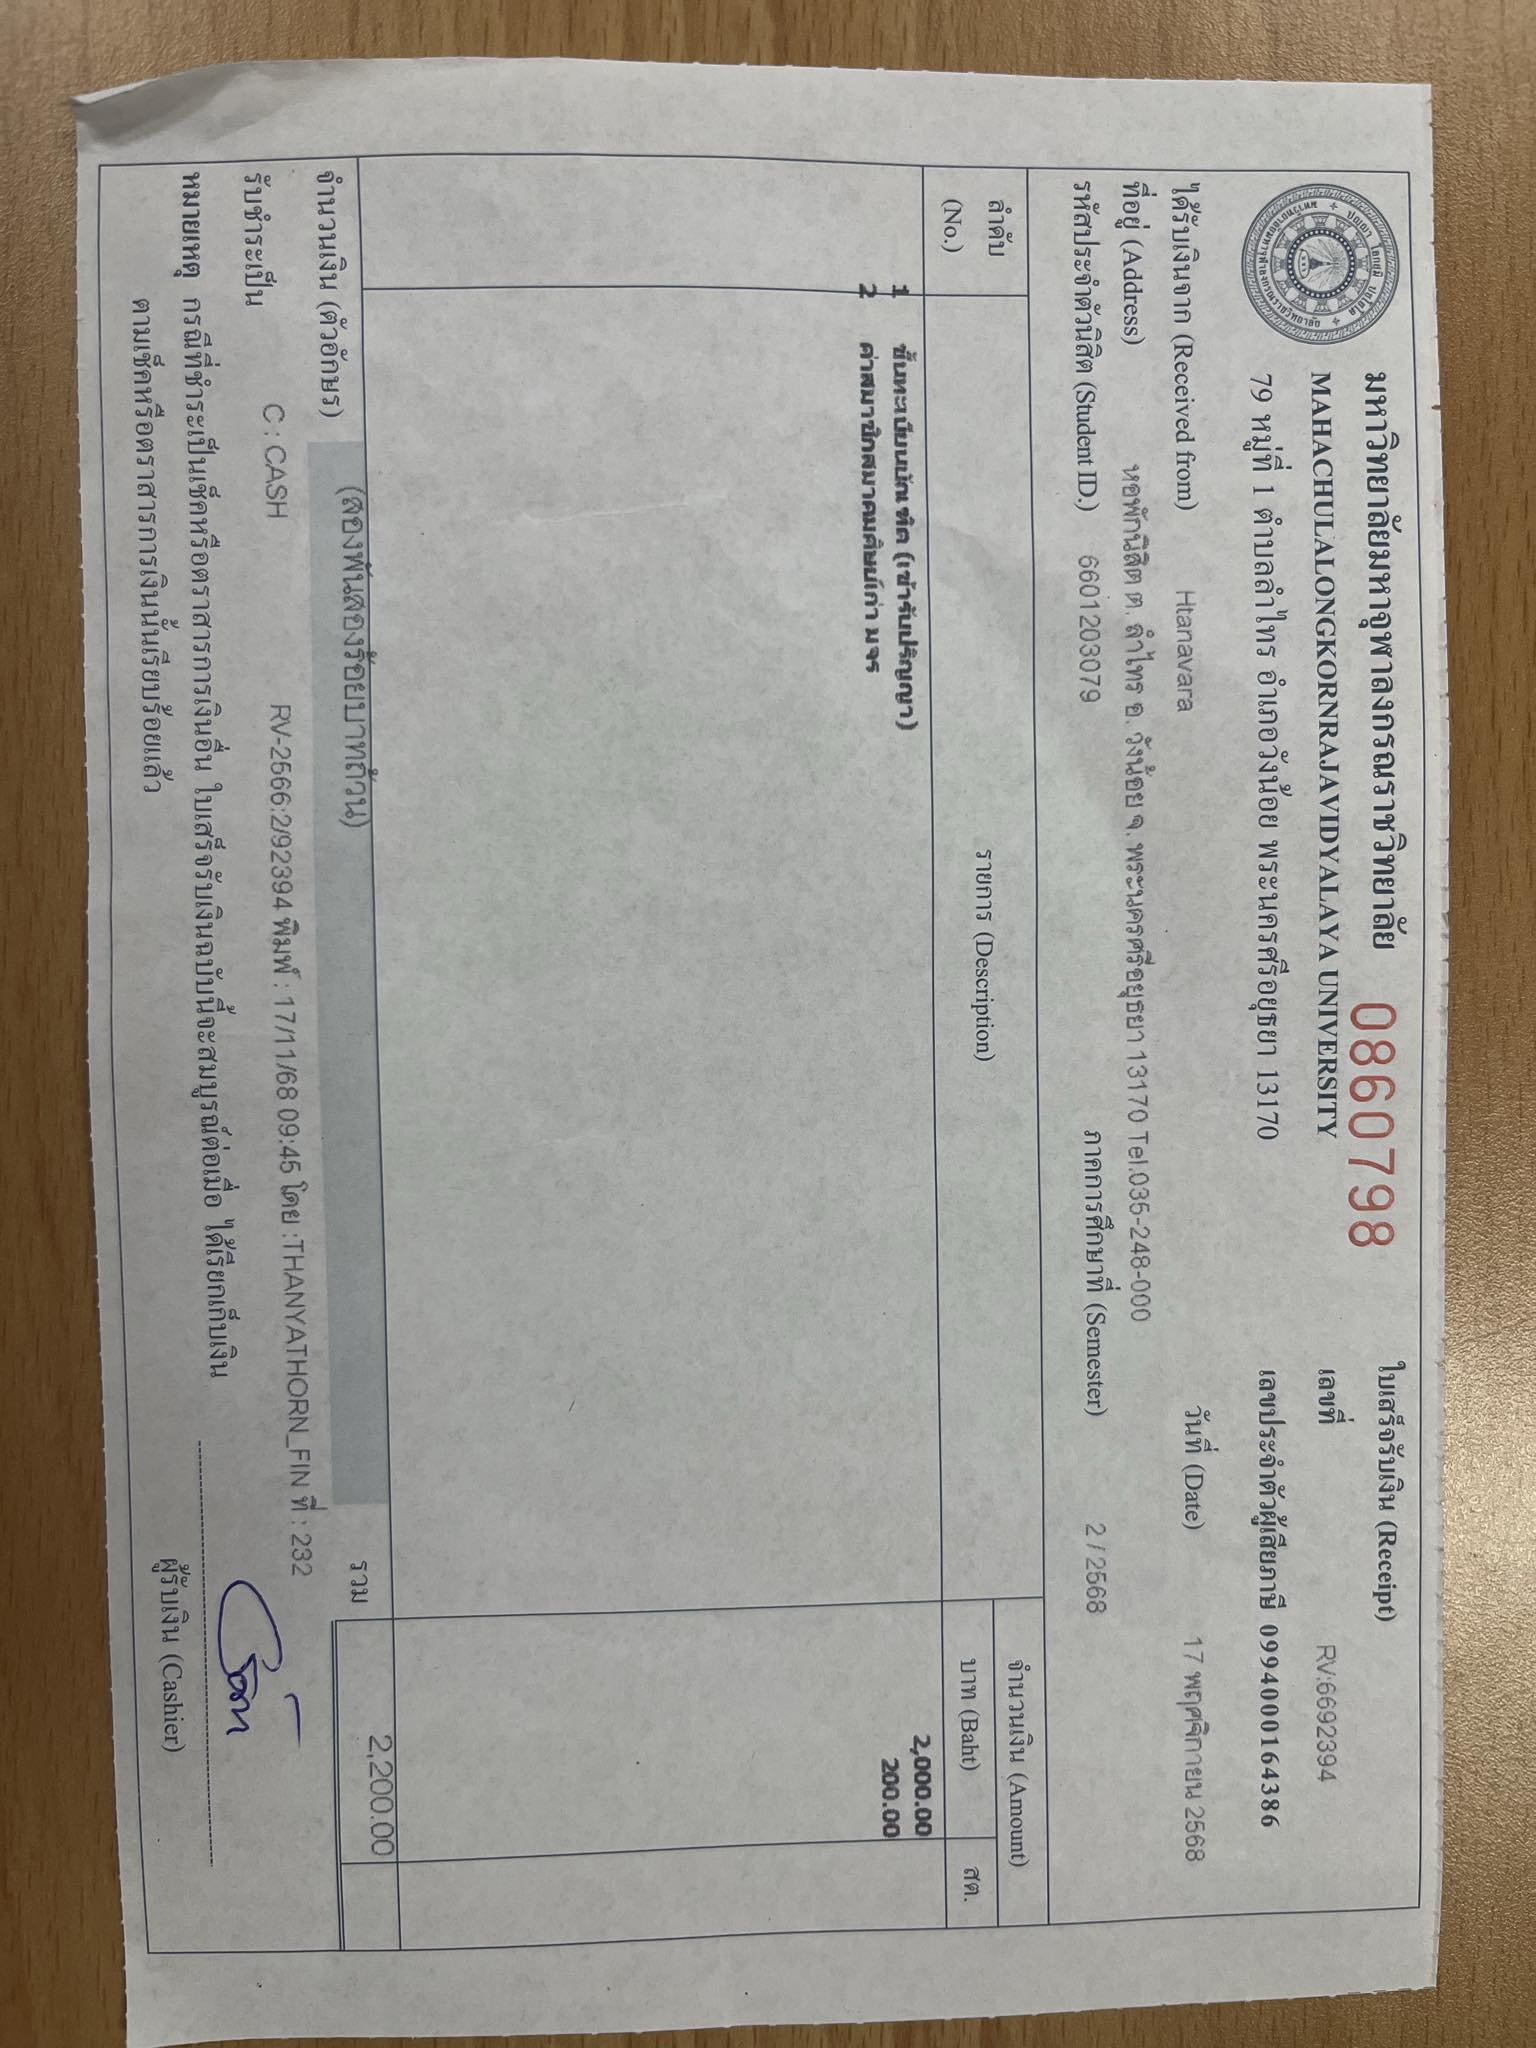 มหาวิทยาลัยมหาจุฬาลงกรณราชวิทยาลัย 0860798 ใบเสร็จรับเงิน (Receipt)
MAHACHULALONGKORNRAJAVIDYALAYA UNIVERSITY เลขที่ RV:6692394
79 หมู่ที่ 1 ตำบลลำไทร อำเภอวังน้อย พระนครศรีอยุธยา 13170 เลขประจำตัวผู้เสียภาษี 0994000164386
ได้รับเงินจาก (Received from) Htanavara วันที่ (Date) 17 พฤศจิกายน 2568
ที่อยู่ (Address) หอพักนิสิต ต. ลำไทร อ. วังน้อย จ. พระนครศรีอยุธยา 13170 Tel.035-248-000
รหัสประจำตัวนิสิต (Student ID.) 6601203079 ภาคการศึกษาที่ (Semester) 2 / 2568
ลำดับ (No.) รายการ (Description) จำนวนเงิน (Amount)
บาท (Baht) สต.
1 ขึ้นทะเบียนบัณฑิต (เข้ารับปริญญา) 2,000.00
2 ค่าสมาชิกสมาคมศิษย์เก่า มจร 200.00
จำนวนเงิน (ตัวอักษร) (สองพันสองร้อยบาทถ้วน) รวม 2,200.00
รับชำระเป็น C : CASH RV-2566:2/92394 พิมพ์ : 17/11/68 09:45 โดย :THANYATHORN_FIN ที่ : 232
หมายเหตุ กรณีที่ชำระเป็นเช็คหรือตราสารการเงินอื่น ใบเสร็จรับเงินฉบับนี้จะสมบูรณ์ต่อเมื่อ ได้เรียกเก็บเงิน
ตามเช็คหรือตราสารการเงินนั้นเรียบร้อยแล้ว
ผู้รับเงิน (Cashier)